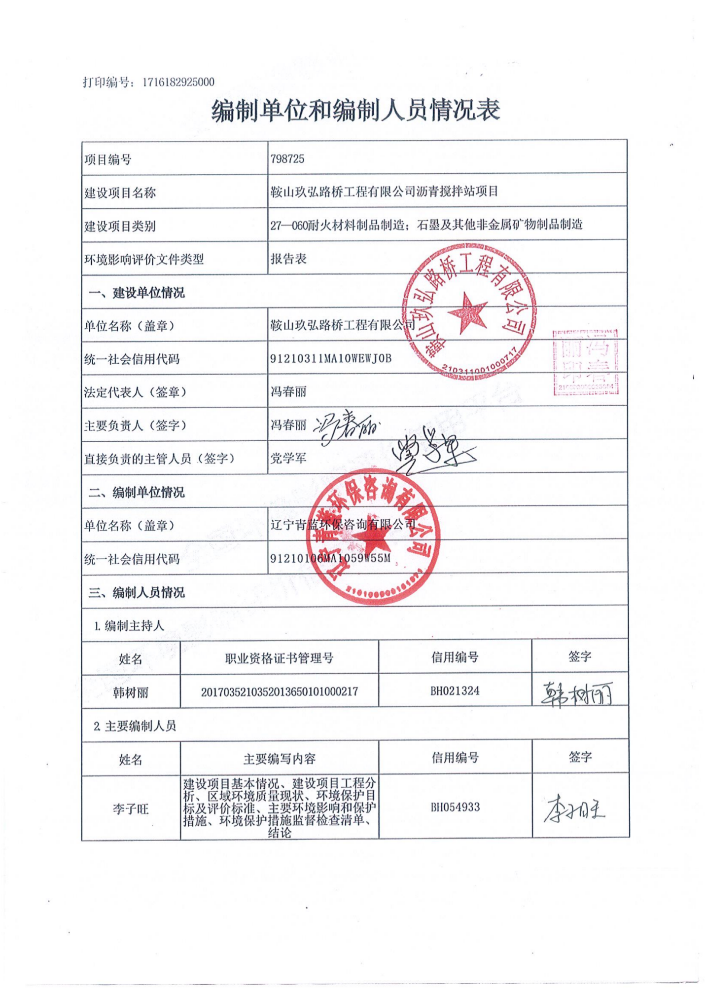 打印编号：1716182925000
编制单位和编制人员情况表
项目编号 798725
建设项目名称 鞍山玖弘路桥工程有限公司沥青搅拌站项目
建设项目类别 27—060耐火材料制品制造；石墨及其他非金属矿物制品制造
环境影响评价文件类型 报告表
一、建设单位情况
单位名称（盖章） 鞍山玖弘路桥工程有限公司
统一社会信用代码 91210311MA10WEWJ0B
法定代表人（签章） 冯春丽
主要负责人（签字） 冯春丽 冯春丽
直接负责的主管人员（签字） 党学军 党学军
鞍山玖弘路桥工程有限公司
210311001000717
冯春丽印
二、编制单位情况
单位名称（盖章） 辽宁青蓝环保咨询有限公司
统一社会信用代码 91210106MA1059W55M
辽宁青蓝环保咨询有限公司
三、编制人员情况
1.编制主持人
姓名 职业资格证书管理号 信用编号 签字
韩树丽 2017035210352013650101000217 BH021324 韩树丽
2.主要编制人员
姓名 主要编写内容 信用编号 签字
建设项目基本情况、建设项目工程分
析、区域环境质量现状、环境保护目
李子旺 标及评价标准、主要环境影响和保护 BH054933 李子旺
措施、环境保护措施监督检查清单、
结论